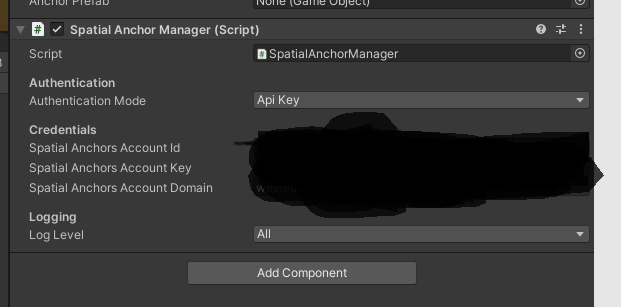 Anchor Prefab None (Game Object)
Spatial Anchor Manager (Script)
Script SpatialAnchorManager
Authentication
Authentication Mode Api Key
Credentials
Spatial Anchors Account Id
Spatial Anchors Account Key
Spatial Anchors Account Domain
Logging
Log Level All
Add Component